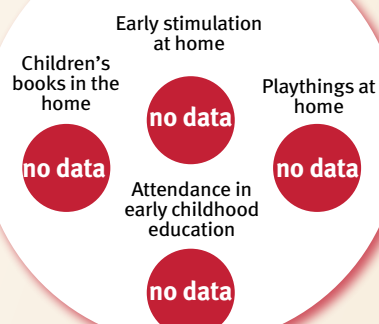 Early stimulation
at home
Children’s
books in the
home
Playthings at
home
no data
no data
no data
Attendance in
early childhood
education
no data